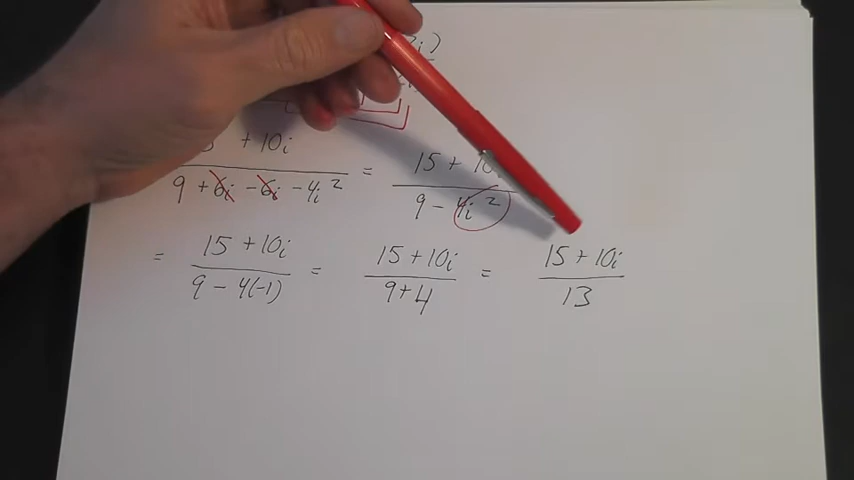 i)
+ 10i 15 + 10
9 + 6i - 6i - 4i² = 9 - 4i²
= 15 + 10i = 15 + 10i = 15 + 10i
9 - 4(-1) 9 + 4 13